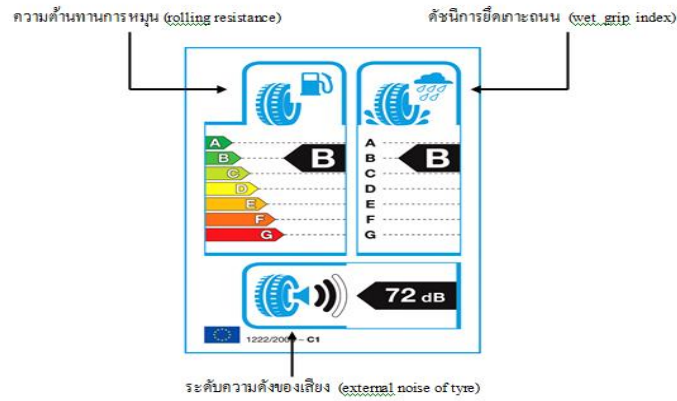 ความต้านทานการหมุน (rolling resistance)
ดัชนีการยึดเกาะถนน (wet grip index)
A
B
C
D
E
F
G
B
A
B
C
D
E
F
G
B
72 dB
1222/2009 – C1
ระดับความดังของเสียง (external noise of tyre)